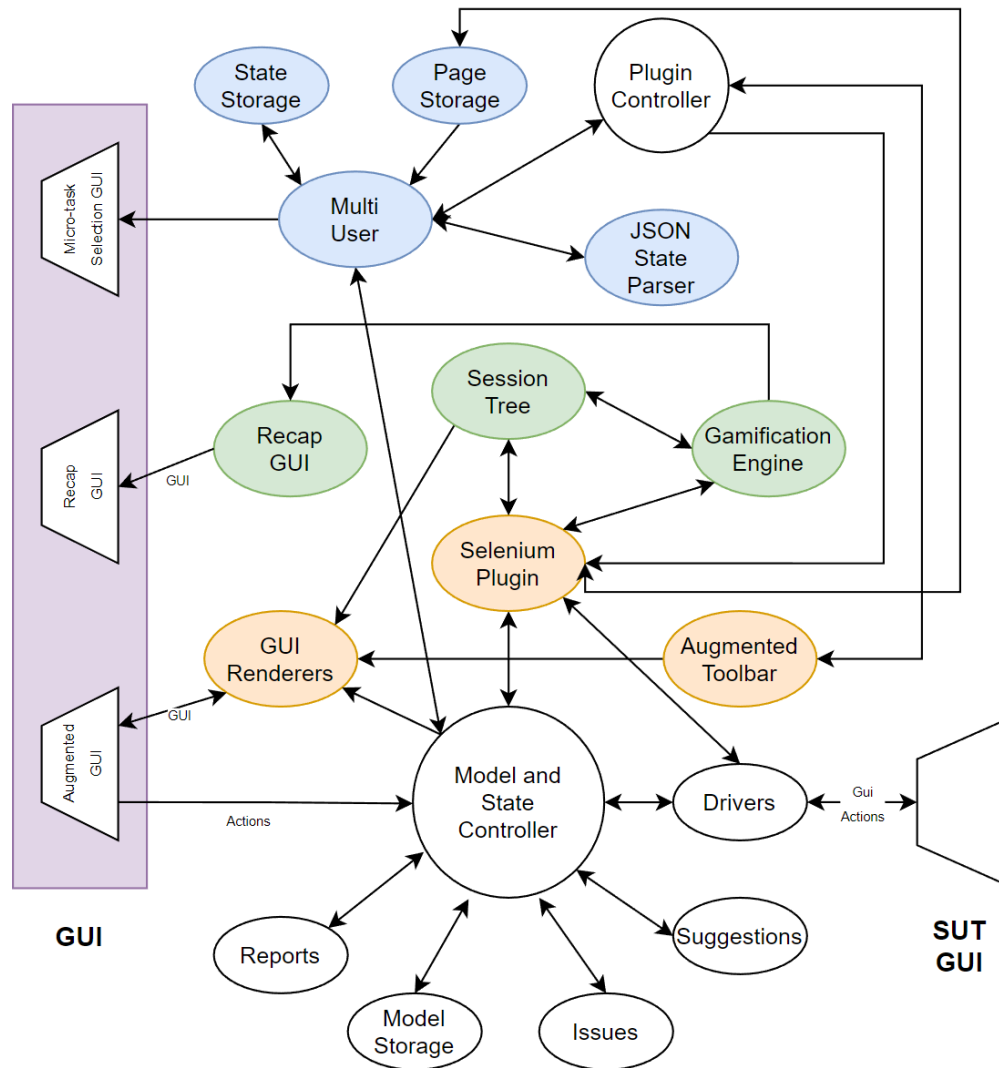 State
Storage
Page
Storage
Plugin
Controller
Micro-task
Selection GUI
Multi
User
JSON
State
Parser
Session
Tree
Recap
GUI
Gamification
Engine
Recap
GUI
GUI
Selenium
Plugin
GUI
Renderers
Augmented
Toolbar
GUI
Augmented
GUI
Model and
State
Controller
Drivers
Gui
Actions
Actions
GUI
Reports
Suggestions
SUT
GUI
Model
Storage
Issues